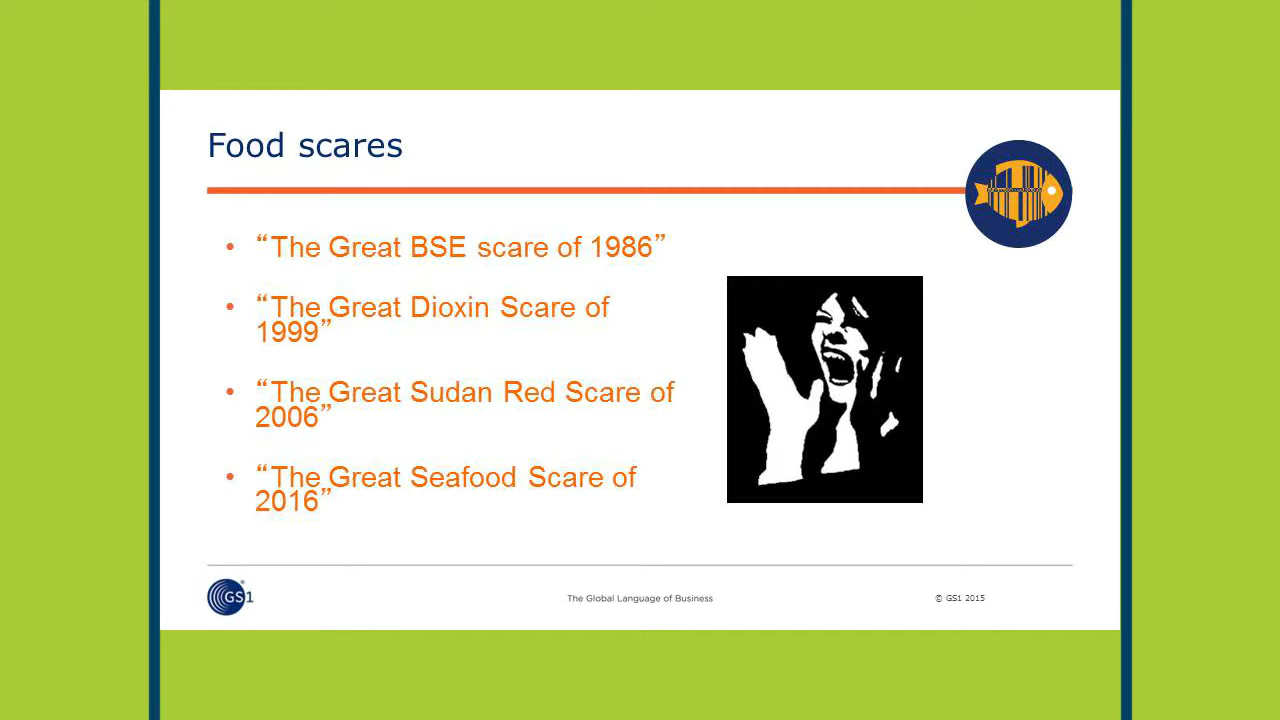 Food scares
• “The Great BSE scare of 1986”
• “The Great Dioxin Scare of
1999”
• “The Great Sudan Red Scare of
2006”
• “The Great Seafood Scare of
2016”
GS1
The Global Language of Business
© GS1 2015